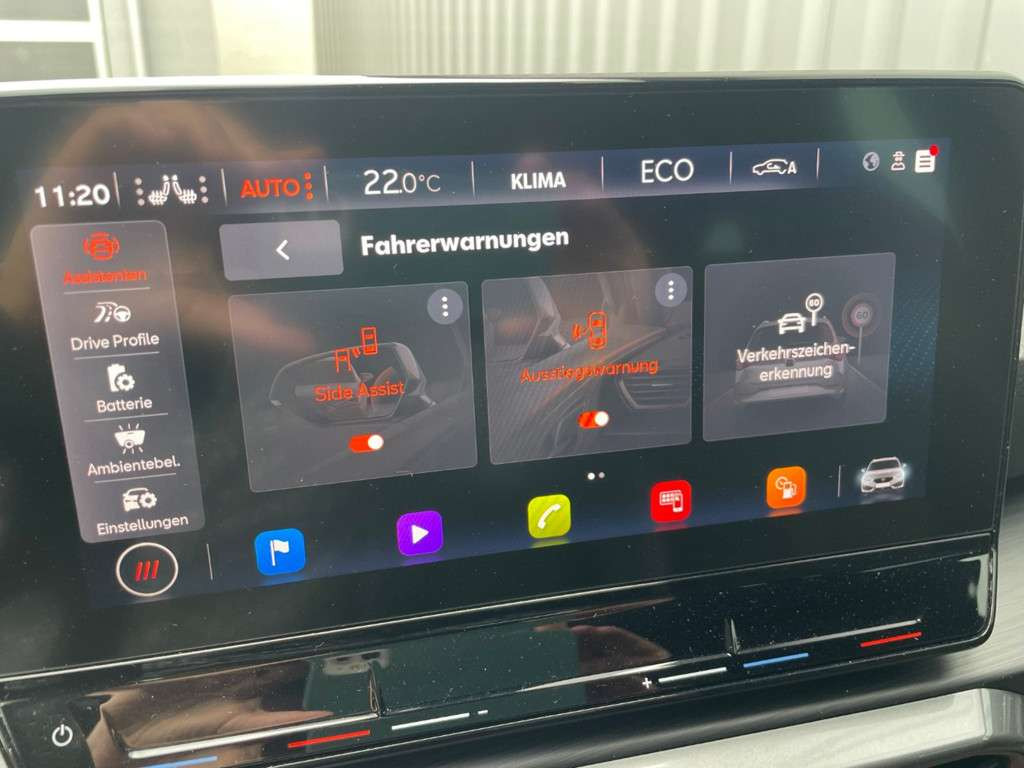 11:20 AUTO 22.0°C KLIMA ECO A
Assistenten
Drive Profile
Batterie
Ambientebel.
Einstellungen
Fahrerwarnungen
Side Assist
Ausstiegswarnung
60
60
Verkehrszeichen-
erkennung
+
-